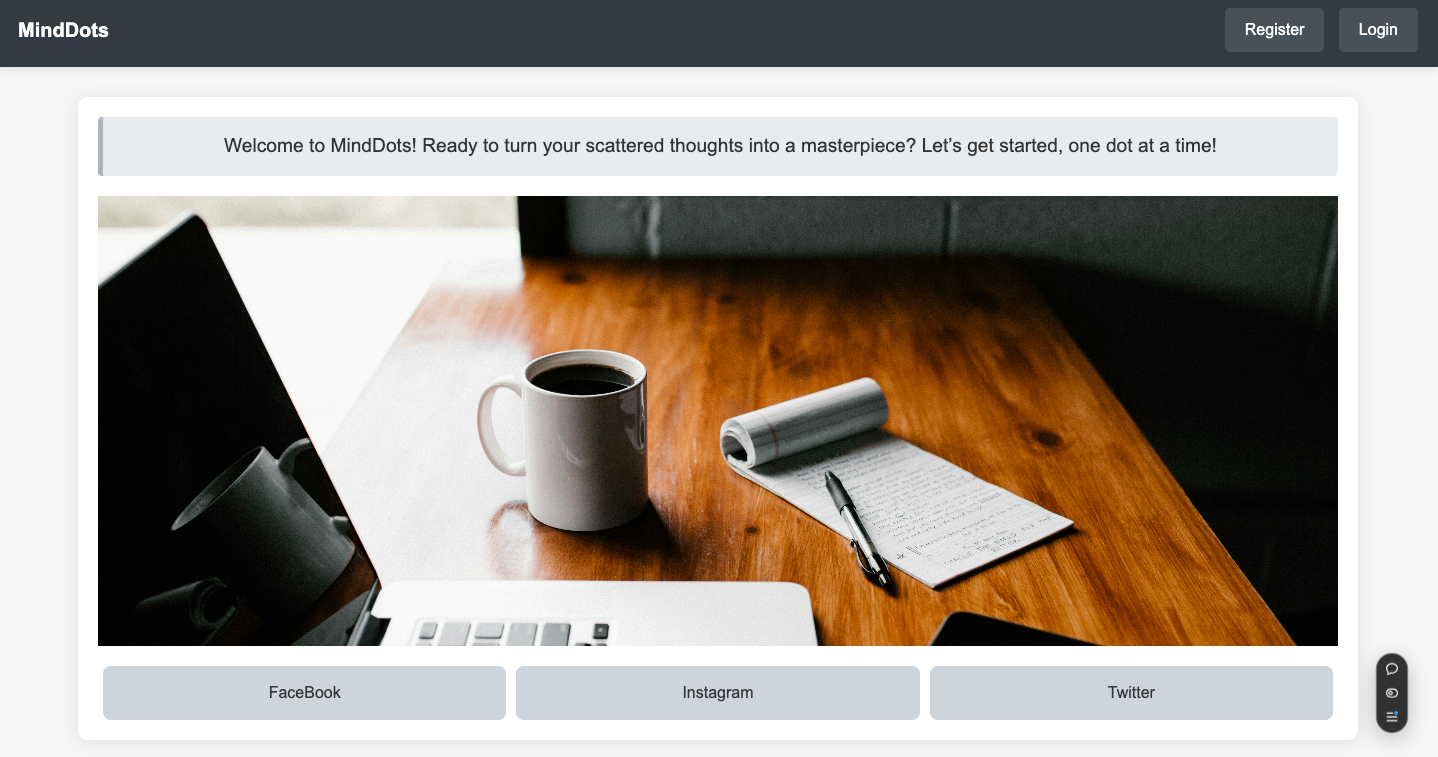 MindDots
Register
Login
Welcome to MindDots! Ready to turn your scattered thoughts into a masterpiece? Let’s get started, one dot at a time!
FaceBook
Instagram
Twitter